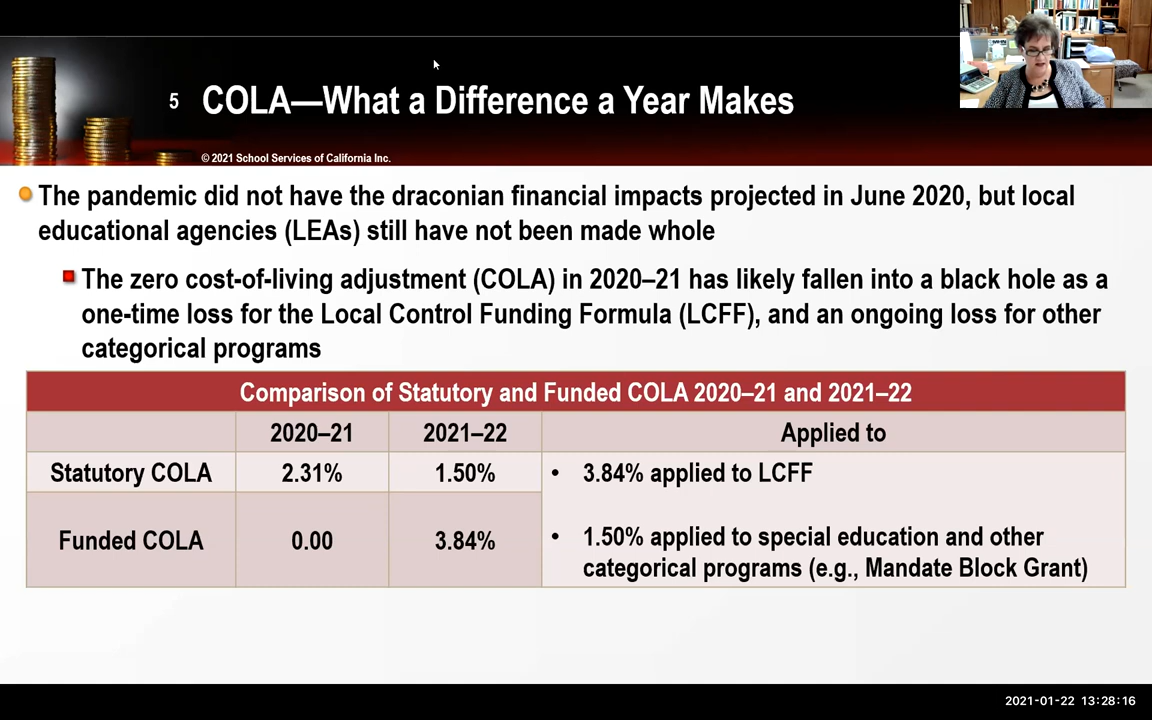 5 COLA—What a Difference a Year Makes
© 2021 School Services of California Inc.
The pandemic did not have the draconian financial impacts projected in June 2020, but local
educational agencies (LEAs) still have not been made whole
The zero cost-of-living adjustment (COLA) in 2020–21 has likely fallen into a black hole as a
one-time loss for the Local Control Funding Formula (LCFF), and an ongoing loss for other
categorical programs
Comparison of Statutory and Funded COLA 2020–21 and 2021–22
2020–21 2021–22 Applied to
Statutory COLA 2.31% 1.50% • 3.84% applied to LCFF
Funded COLA 0.00 3.84% • 1.50% applied to special education and other
categorical programs (e.g., Mandate Block Grant)
2021-01-22 13:28:16